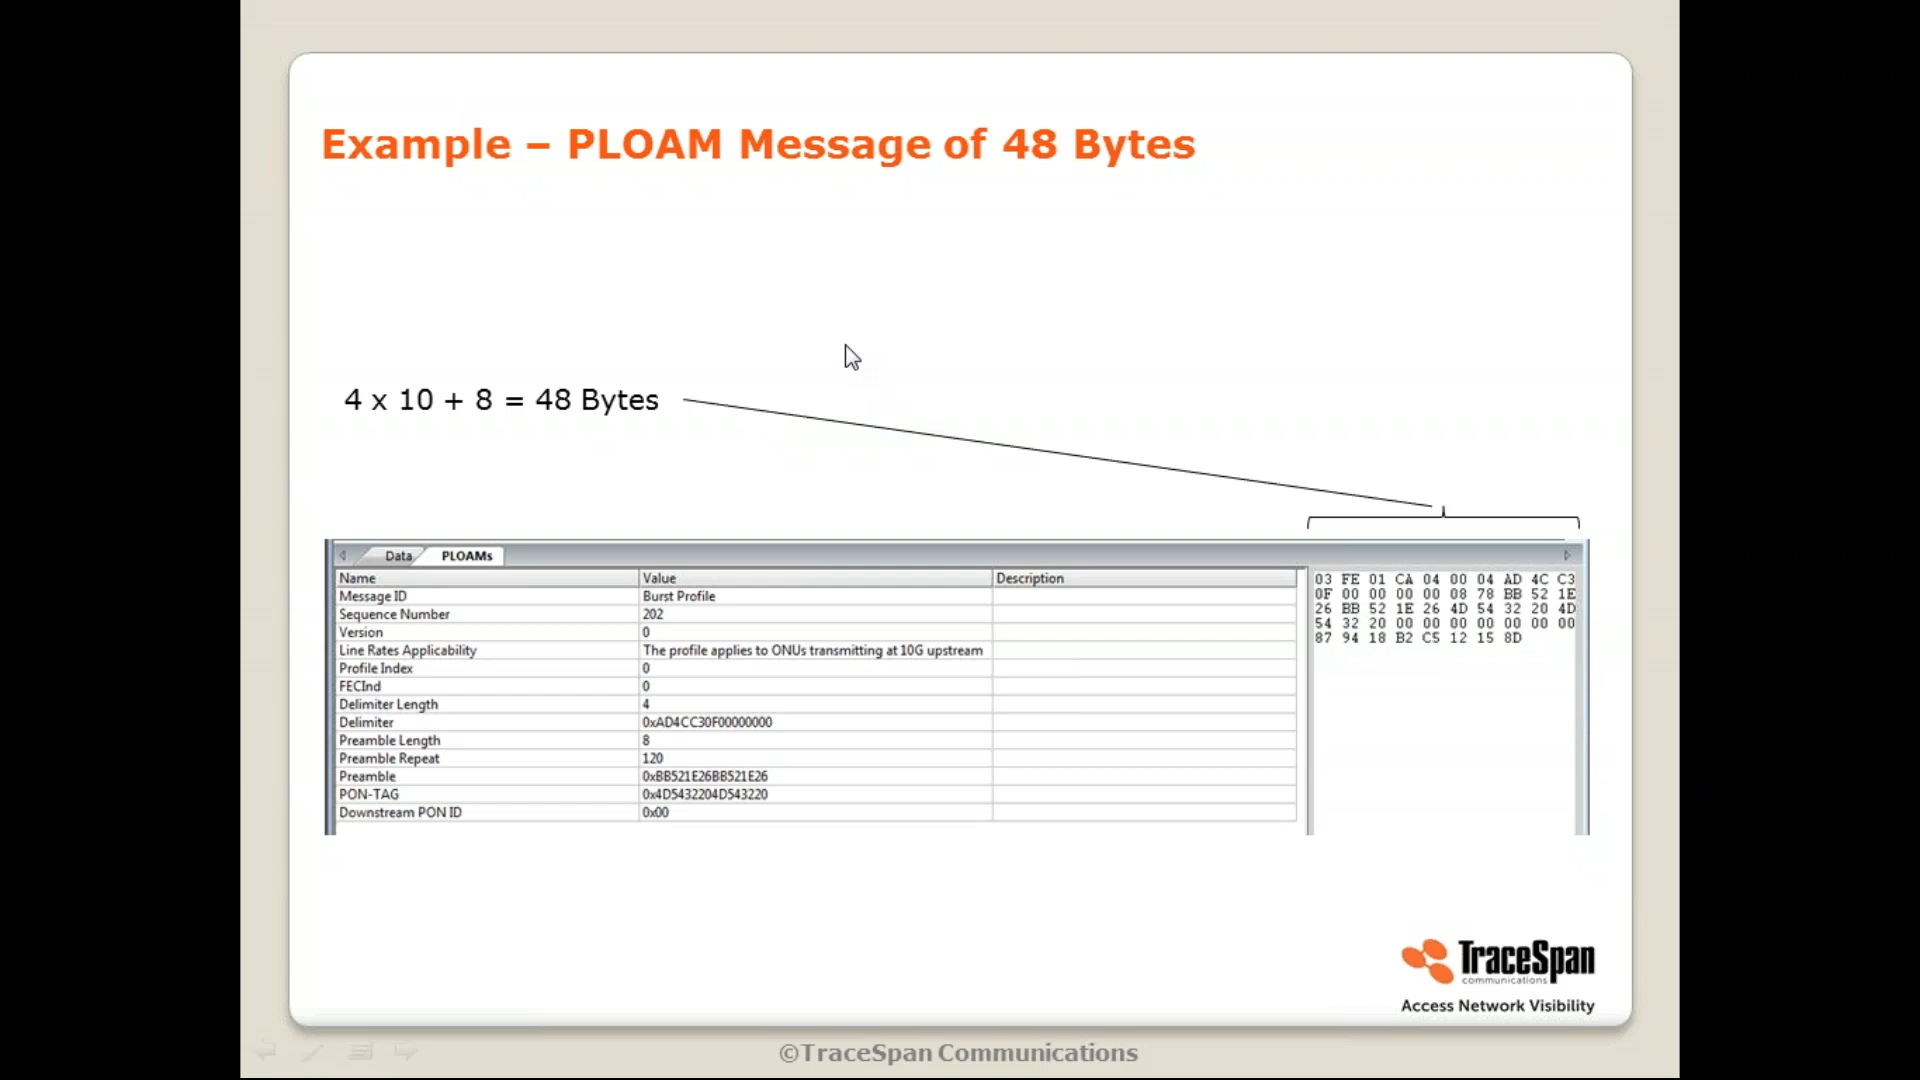 Example – PLOAM Message of 48 Bytes
4 x 10 + 8 = 48 Bytes
Data PLOAMs
Name Value Description
Message ID Burst Profile
Sequence Number 202
Version 0
Line Rates Applicability The profile applies to ONUs transmitting at 10G upstream
Profile Index 0
FECInd 0
Delimiter Length 4
Delimiter 0xAD4CC30F00000000
Preamble Length 8
Preamble Repeat 120
Preamble 0xBB521E26BB521E26
PON-TAG 0x4D5432204D543220
Downstream PON ID 0x00
03 FE 01 CA 04 00 04 AD 4C C3
0F 00 00 00 00 08 78 BB 52 1E
26 BB 52 1E 26 4D 54 32 20 4D
54 32 20 00 00 00 00 00 00 00
87 94 18 B2 C5 12 15 8D
TraceSpan
communications
Access Network Visibility
©TraceSpan Communications